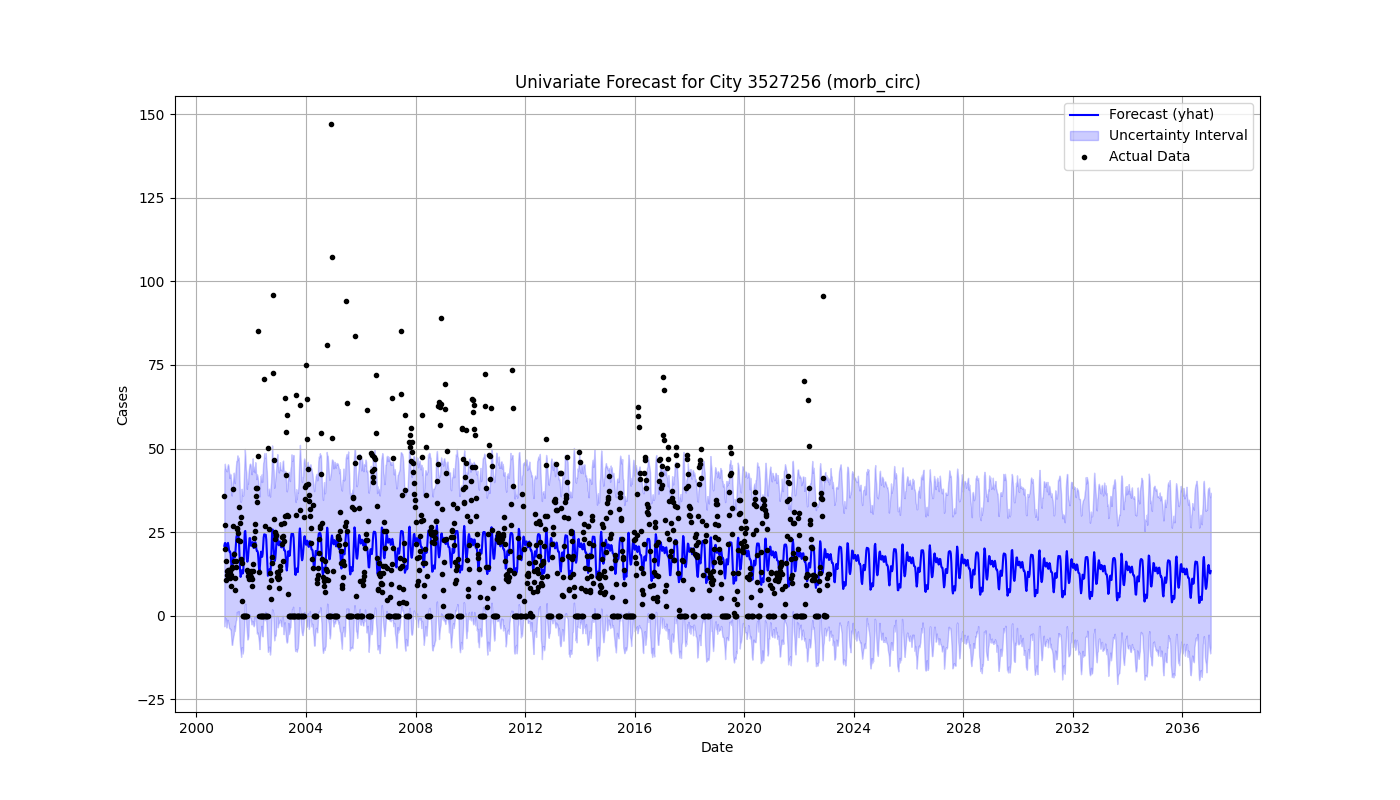 Univariate Forecast for City 3527256 (morb_circ)
Forecast (yhat)
Uncertainty Interval
Actual Data
150
125
100
75
50
25
0
−25
Cases
2000 2004 2008 2012 2016 2020 2024 2028 2032 2036
Date